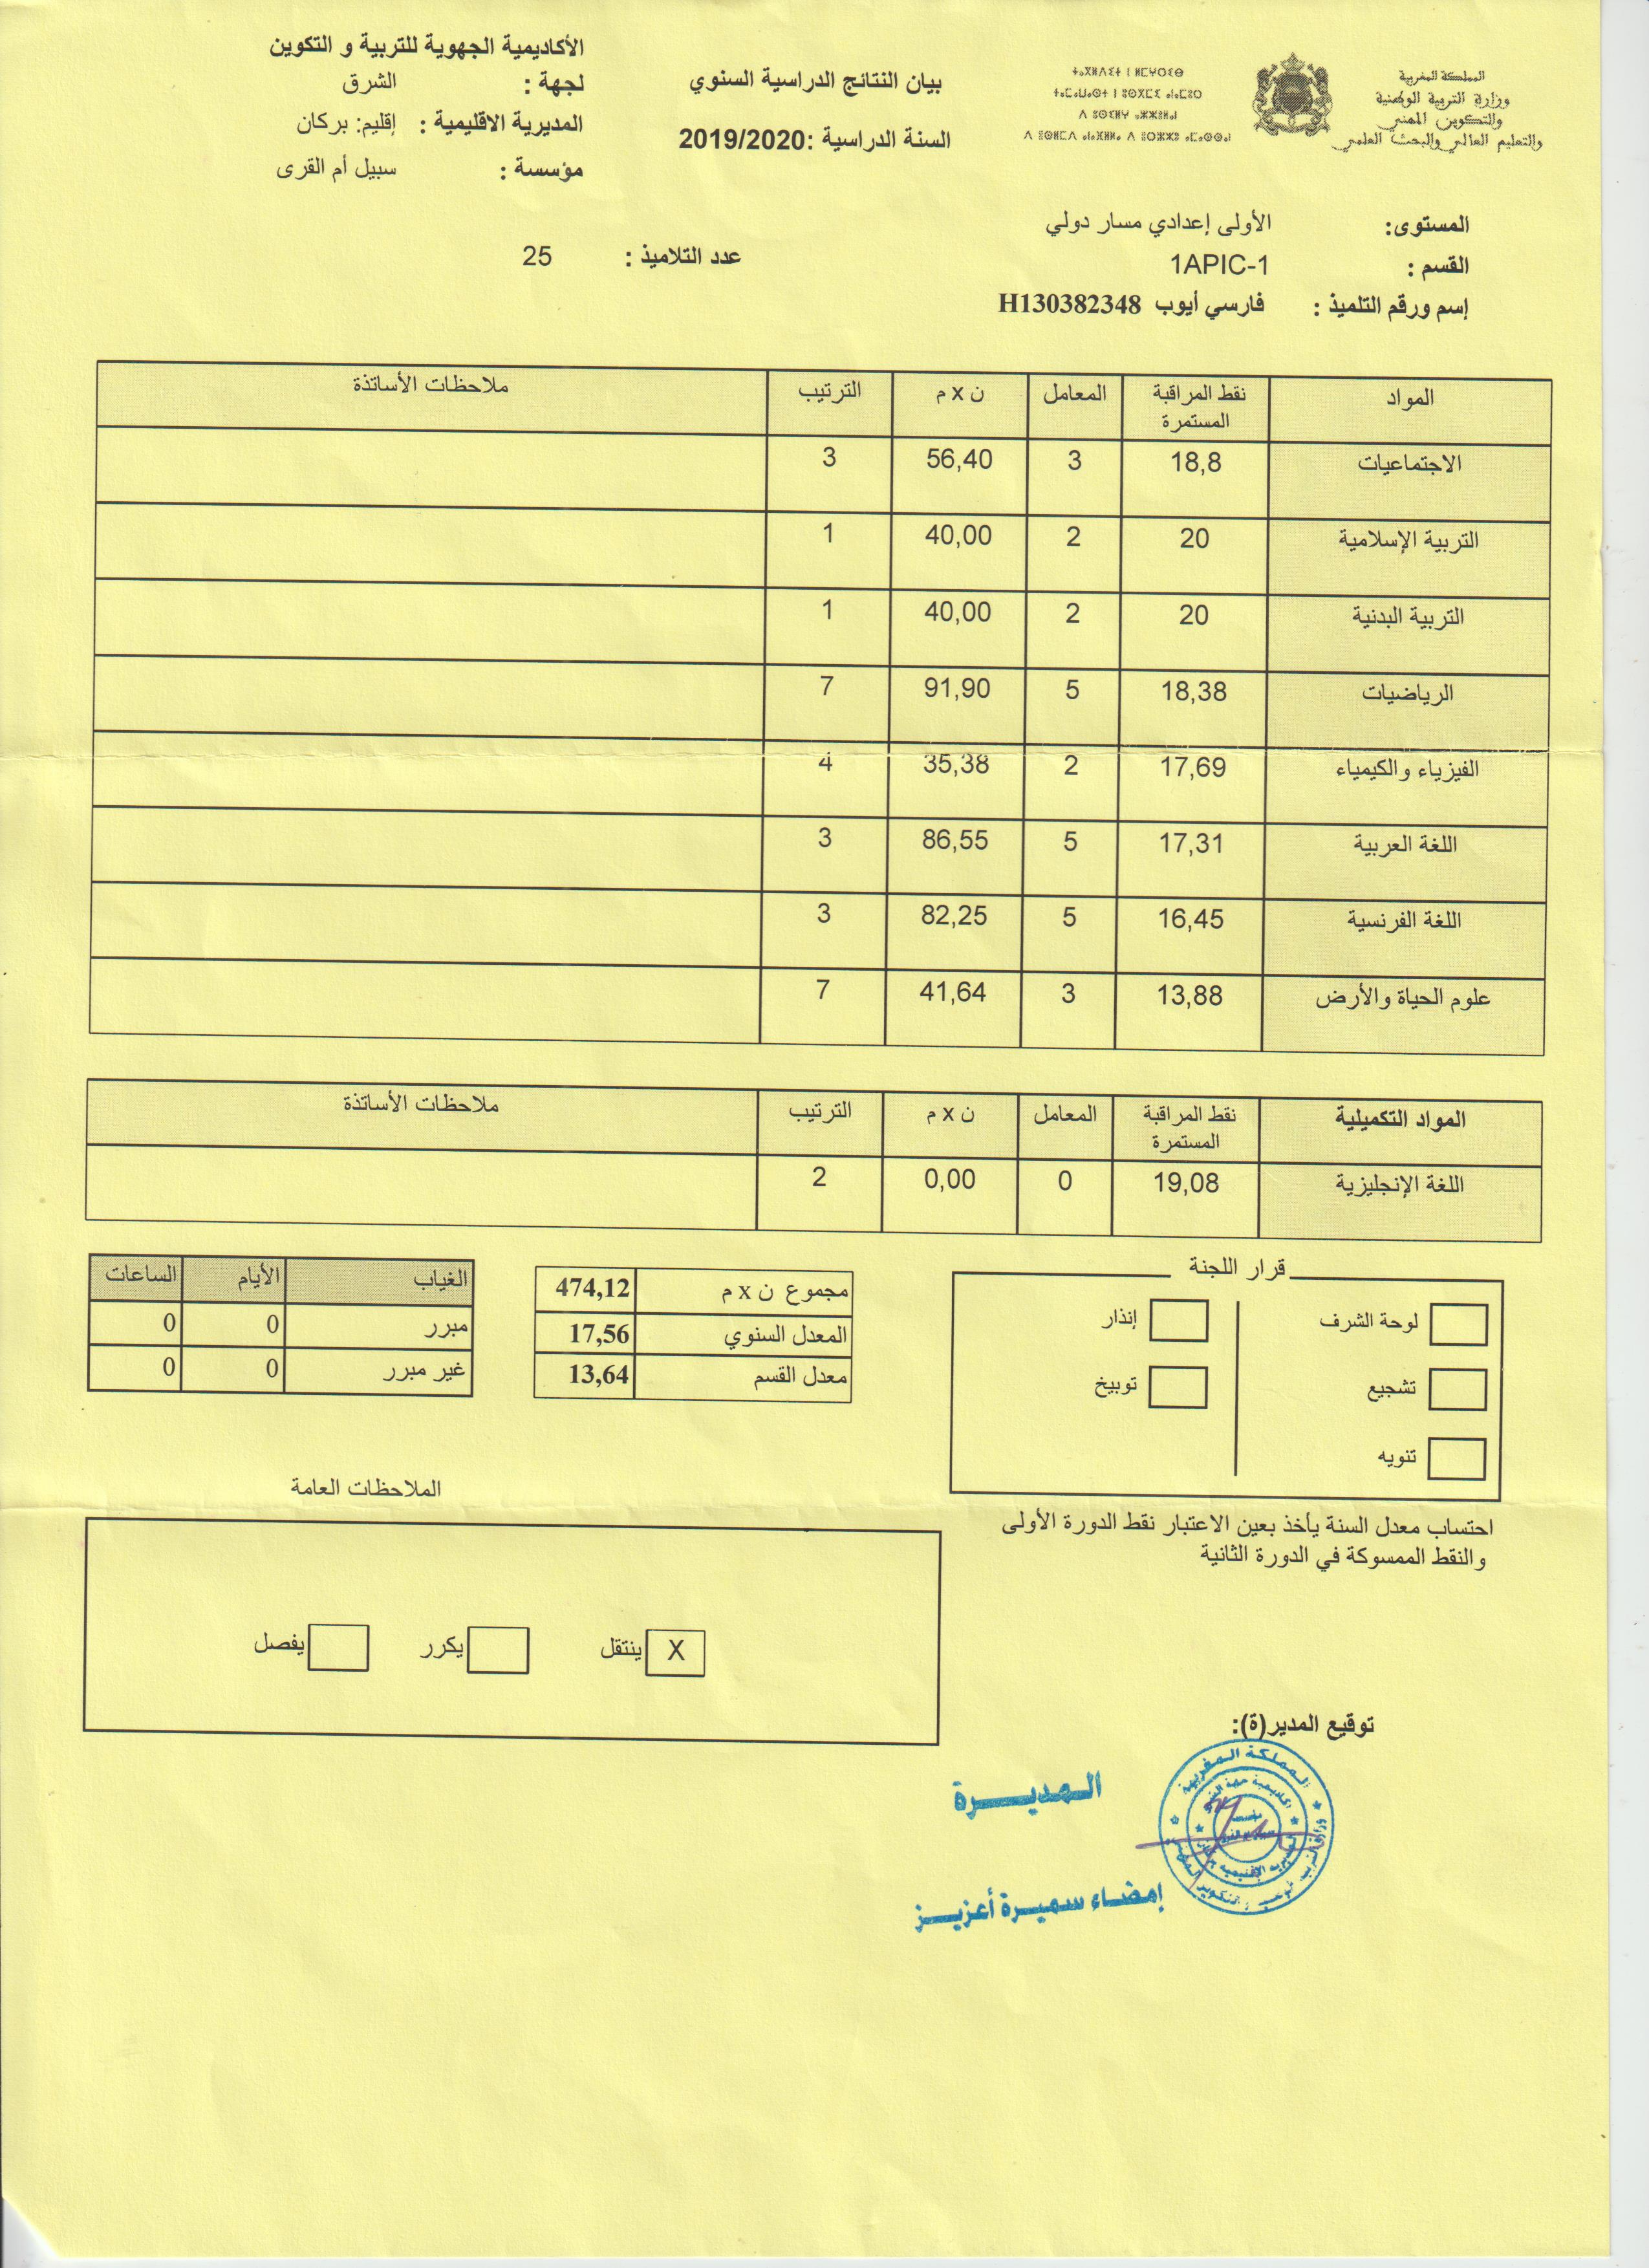 المملكة المغربية
وزارة التربية الوطنية
والتكوين المهني
والتعليم العالي والبحث العلمي
ⵜⴰⴳⵍⴷⵉⵜ ⵏ ⵍⵎⵖⵔⵉⴱ
ⵜⴰⵎⴰⵡⴰⵙⵜ ⵏ ⵓⵙⴳⵎⵉ ⴰⵏⴰⵎⵓⵔ
ⴷ ⵓⵙⵎⵓⵜⵜⴳ
بيان النتائج الدراسية السنوي
السنة الدراسية :2019/2020
الأكاديمية الجهوية للتربية و التكوين
لجهة : الشرق
المديرية الاقليمية : إقليم: بركان
مؤسسة : سبيل أم القرى
المستوى: الأولى إعدادي مسار دولي
القسم : 1APIC-1
عدد التلاميذ : 25
إسم ورقم التلميذ : فارسي أيوب H130382348
المواد نقط المراقبة المستمرة المعامل ن x م الترتيب ملاحظات الأساتذة
الاجتماعيات 18,8 3 56,40 3
التربية الإسلامية 20 2 40,00 1
التربية البدنية 20 2 40,00 1
الرياضيات 18,38 5 91,90 7
الفيزياء والكيمياء 17,69 2 35,38 4
اللغة العربية 17,31 5 86,55 3
اللغة الفرنسية 16,45 5 82,25 3
علوم الحياة والأرض 13,88 3 41,64 7
المواد التكميلية نقط المراقبة المستمرة المعامل ن x م الترتيب ملاحظات الأساتذة
اللغة الإنجليزية 19,08 0 0,00 2
قرار اللجنة
لوحة الشرف إنذار
تشجيع توبيخ
تنويه
مجموع ن x م 474,12
المعدل السنوي 17,56
معدل القسم 13,64
الغياب الأيام الساعات
مبرر 0 0
غير مبرر 0 0
احتساب معدل السنة يأخذ بعين الاعتبار نقط الدورة الأولى
والنقط الممسوكة في الدورة الثانية
الملاحظات العامة
X ينتقل يكرر يفصل
توقيع المدير(ة):
المديرة
إمضاء سميرة أعزيز
المملكة المغربية